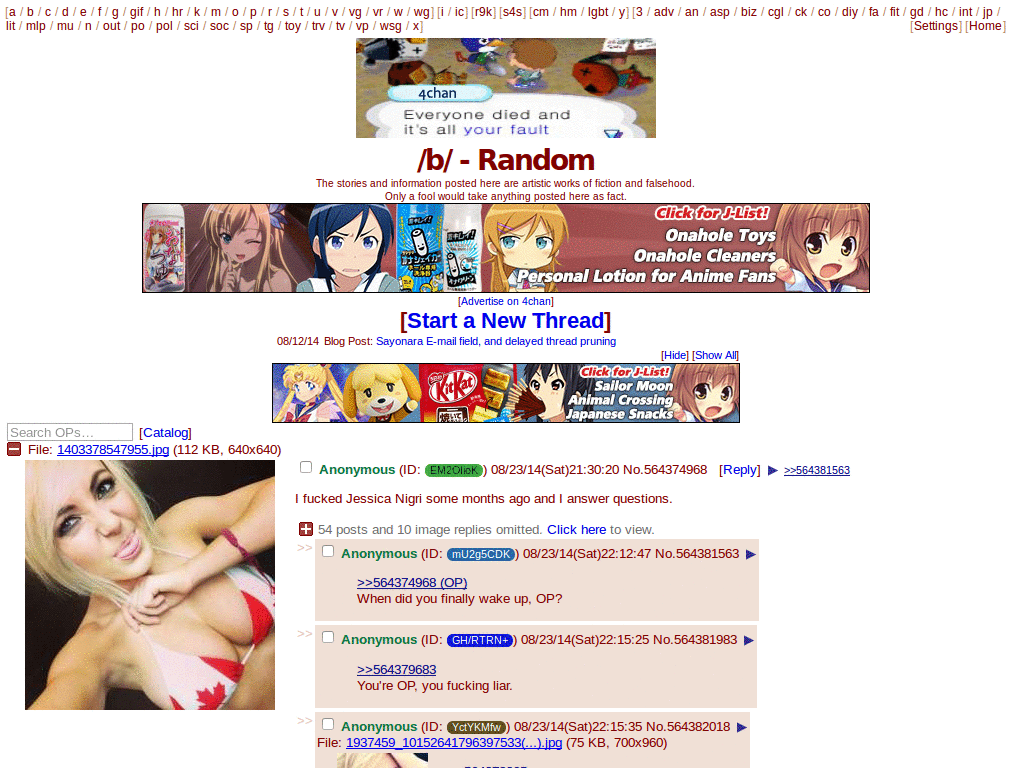 [a / b / c / d / e / f / g / gif / h / hr / k / m / o / p / r / s / t / u / v / vg / vr / w / wg] [i / ic] [r9k] [s4s] [cm / hm / lgbt / y] [3 / adv / an / asp / biz / cgl / ck / co / diy / fa / fit / gd / hc / int / jp /
lit / mlp / mu / n / out / po / pol / sci / soc / sp / tg / toy / trv / tv / vp / wsg / x]
[Settings] [Home]
4chan
Everyone died and
it's all your fault
/b/ - Random
The stories and information posted here are artistic works of fiction and falsehood.
Only a fool would take anything posted here as fact.
Click for J-List!
Onahole Toys
Onahole Cleaners
Personal Lotion for Anime Fans
[Advertise on 4chan]
[Start a New Thread]
08/12/14 Blog Post: Sayonara E-mail field, and delayed thread pruning
[Hide] [Show All]
KitKat
Click for J-List!
Sailor Moon
Animal Crossing
Japanese Snacks
Search OPs… [Catalog]
File: 1403378547955.jpg (112 KB, 640x640)
Anonymous (ID: EM2OlioK) 08/23/14(Sat)21:30:20 No.564374968 [Reply] ▶ >>564381563
I fucked Jessica Nigri some months ago and I answer questions.
54 posts and 10 image replies omitted. Click here to view.
>> Anonymous (ID: mU2g5CDK) 08/23/14(Sat)22:12:47 No.564381563 ▶
>>564374968 (OP)
When did you finally wake up, OP?
>> Anonymous (ID: GH/RTRN+) 08/23/14(Sat)22:15:25 No.564381983 ▶
>>564379683
You're OP, you fucking liar.
>> Anonymous (ID: YctYKMfw) 08/23/14(Sat)22:15:35 No.564382018 ▶
File: 1937459_10152641796397533(...).jpg (75 KB, 700x960)